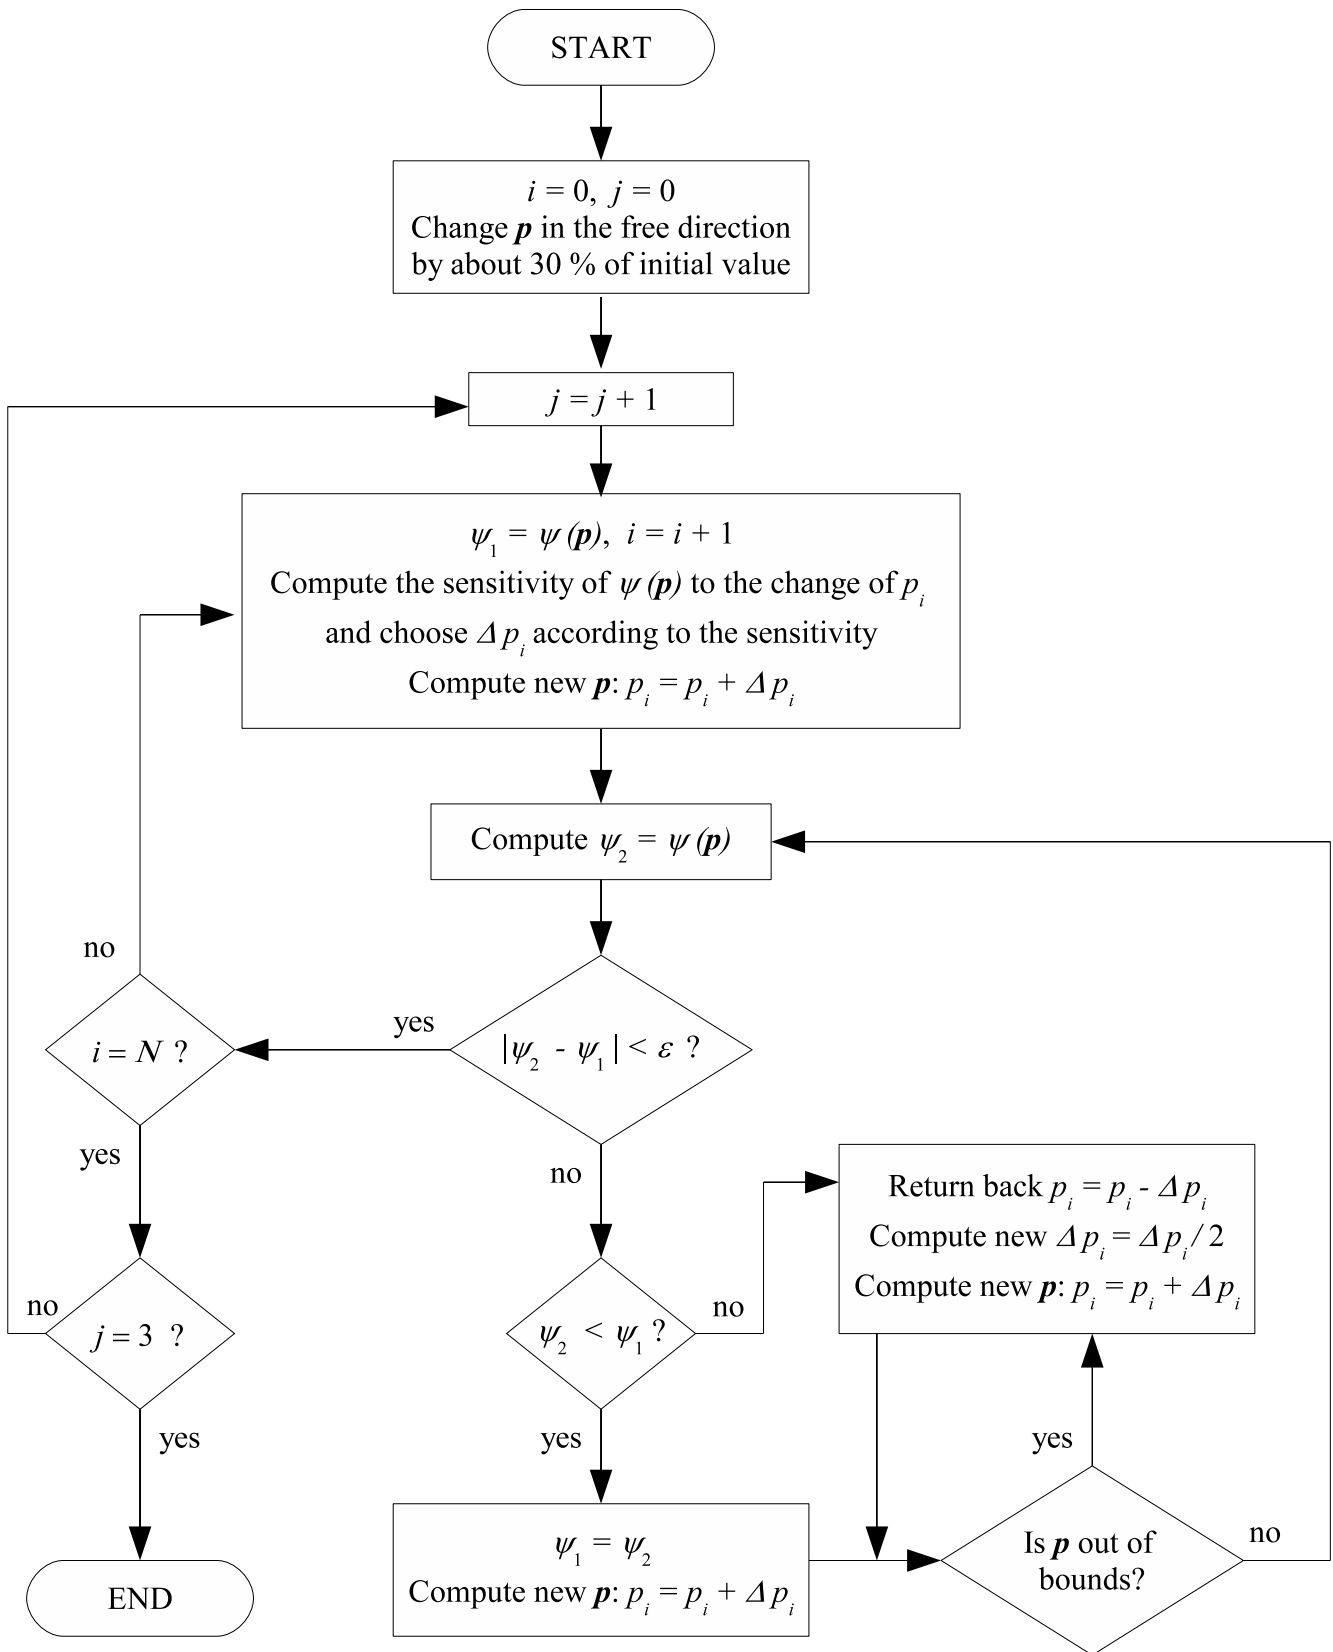 START
i = 0, j = 0
Change p in the free direction
by about 30 % of initial value
j = j + 1
ψ₁ = ψ (p), i = i + 1
Compute the sensitivity of ψ (p) to the change of pᵢ
and choose Δ pᵢ according to the sensitivity
Compute new p: pᵢ = pᵢ + Δ pᵢ
Compute ψ₂ = ψ (p)
no
yes
i = N ?
|ψ₂ - ψ₁| < ε ?
yes
no
Return back pᵢ = pᵢ - Δ pᵢ
Compute new Δ pᵢ = Δ pᵢ / 2
Compute new p: pᵢ = pᵢ + Δ pᵢ
no
j = 3 ?
ψ₂ < ψ₁ ?
no
yes
yes
yes
END
ψ₁ = ψ₂
Compute new p: pᵢ = pᵢ + Δ pᵢ
Is p out of
bounds?
no